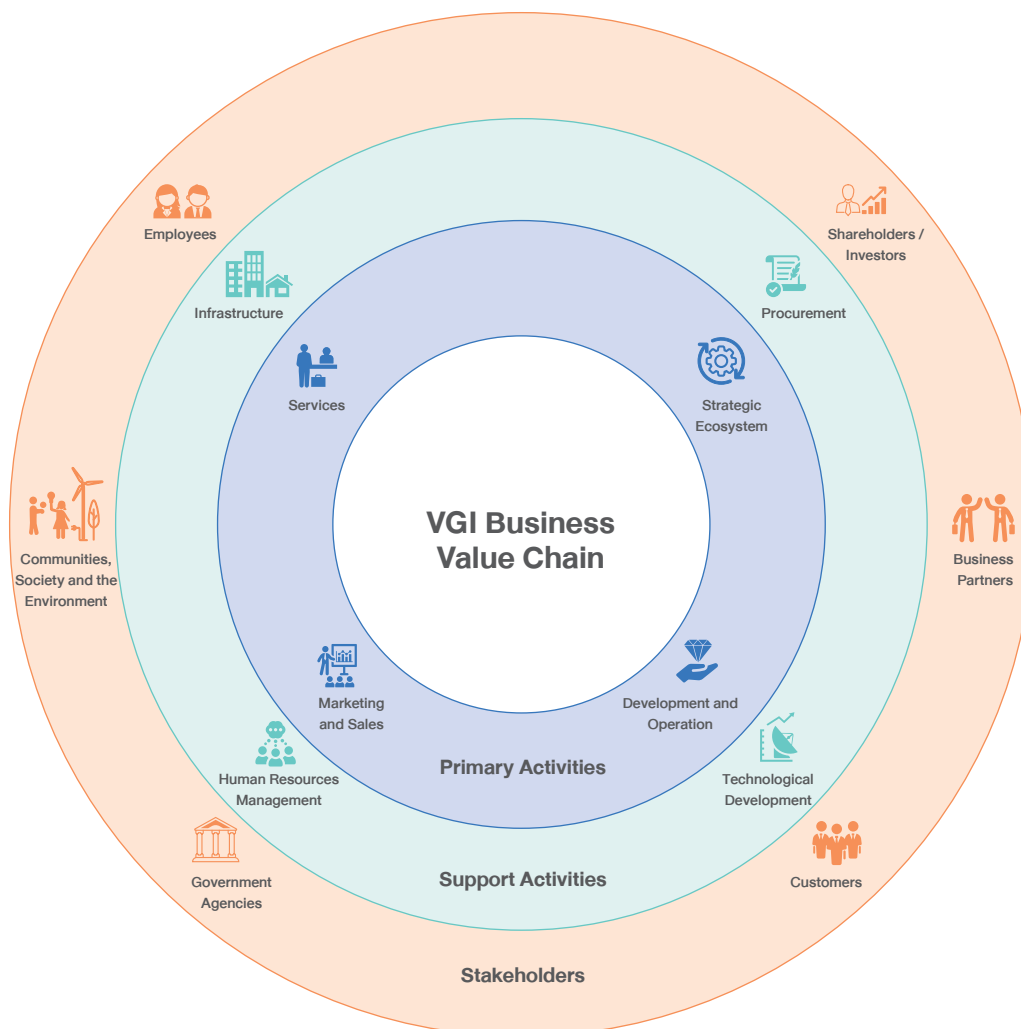 Employees
Shareholders /
Investors
Infrastructure
Procurement
Services
Strategic
Ecosystem
VGI Business
Value Chain
Communities,
Society and the
Environment
Business
Partners
Marketing
and Sales
Development and
Operation
Primary Activities
Human Resources
Management
Technological
Development
Support Activities
Government
Agencies
Customers
Stakeholders